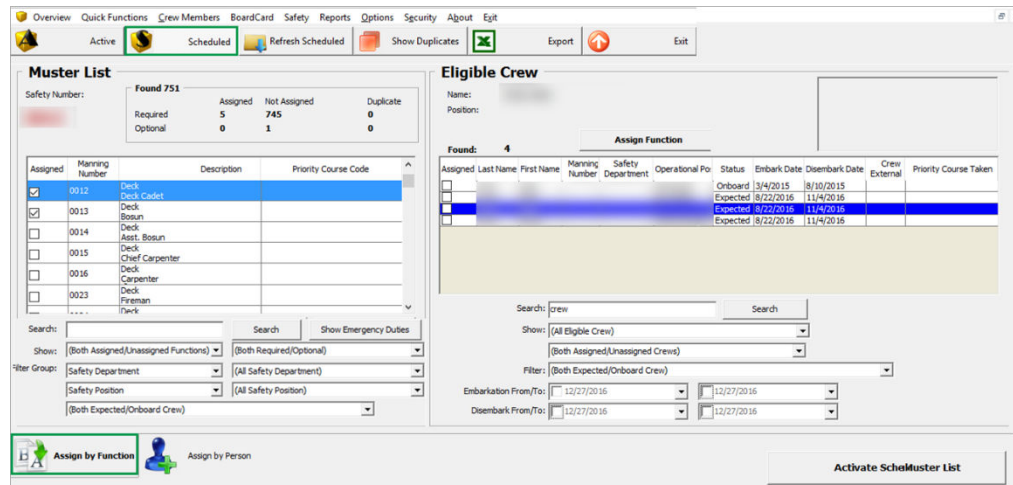 Overview Quick Functions Crew Members BoardCard Safety Reports Options Security About Exit
Active Scheduled Refresh Scheduled Show Duplicates Export Exit
Muster List
Safety Number:
Found 751
Assigned Not Assigned Duplicate
Required 5 745 0
Optional 0 1 0
Assigned Manning Number Description Priority Course Code
0012 Deck
Deck Cadet
0013 Deck
Bosun
0014 Deck
Asst. Bosun
0015 Deck
Chief Carpenter
0016 Deck
Carpenter
0023 Deck
Fireman
Deck
Search: Search Show Emergency Duties
Show: (Both Assigned/Unassigned Functions) (Both Required/Optional)
Filter Group: Safety Department (All Safety Department)
Safety Position (All Safety Position)
(Both Expected/Onboard Crew)
Eligible Crew
Name:
Position:
Assign Function
Found: 4
Assigned Last Name First Name Manning Number Safety Department Operational Po Status Embark Date Disembark Date Crew External Priority Course Taken
Onboard 3/4/2015 8/10/2015
Expected 8/22/2016 11/4/2016
Expected 8/22/2016 11/4/2016
Expected 8/22/2016 11/4/2016
Search: crew Search
Show: (All Eligible Crew)
(Both Assigned/Unassigned Crews)
Filter: (Both Expected/Onboard Crew)
Embarkation From/To: 12/27/2016 12/27/2016
Disembark From/To: 12/27/2016 12/27/2016
Assign by Function Assign by Person
Activate Schedule Muster List